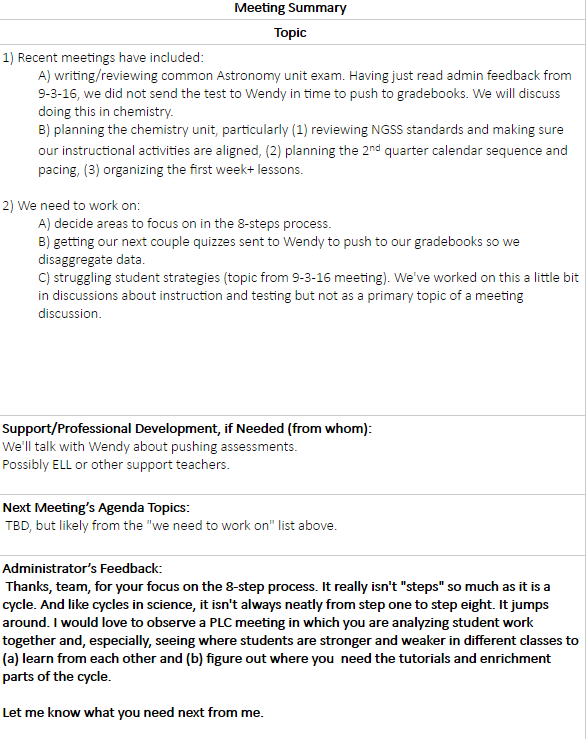 Meeting Summary
Topic
1) Recent meetings have included:
A) writing/reviewing common Astronomy unit exam. Having just read admin feedback from
9-3-16, we did not send the test to Wendy in time to push to gradebooks. We will discuss
doing this in chemistry.
B) planning the chemistry unit, particularly (1) reviewing NGSS standards and making sure
our instructional activities are aligned, (2) planning the 2nd quarter calendar sequence and
pacing, (3) organizing the first week+ lessons.
2) We need to work on:
A) decide areas to focus on in the 8-steps process.
B) getting our next couple quizzes sent to Wendy to push to our gradebooks so we
disaggregate data.
C) struggling student strategies (topic from 9-3-16 meeting). We've worked on this a little bit
in discussions about instruction and testing but not as a primary topic of a meeting
discussion.
Support/Professional Development, if Needed (from whom):
We'll talk with Wendy about pushing assessments.
Possibly ELL or other support teachers.
Next Meeting's Agenda Topics:
TBD, but likely from the "we need to work on" list above.
Administrator's Feedback:
Thanks, team, for your focus on the 8-step process. It really isn't "steps" so much as it is a
cycle. And like cycles in science, it isn't always neatly from step one to step eight. It jumps
around. I would love to observe a PLC meeting in which you are analyzing student work
together and, especially, seeing where students are stronger and weaker in different classes to
(a) learn from each other and (b) figure out where you need the tutorials and enrichment
parts of the cycle.
Let me know what you need next from me.